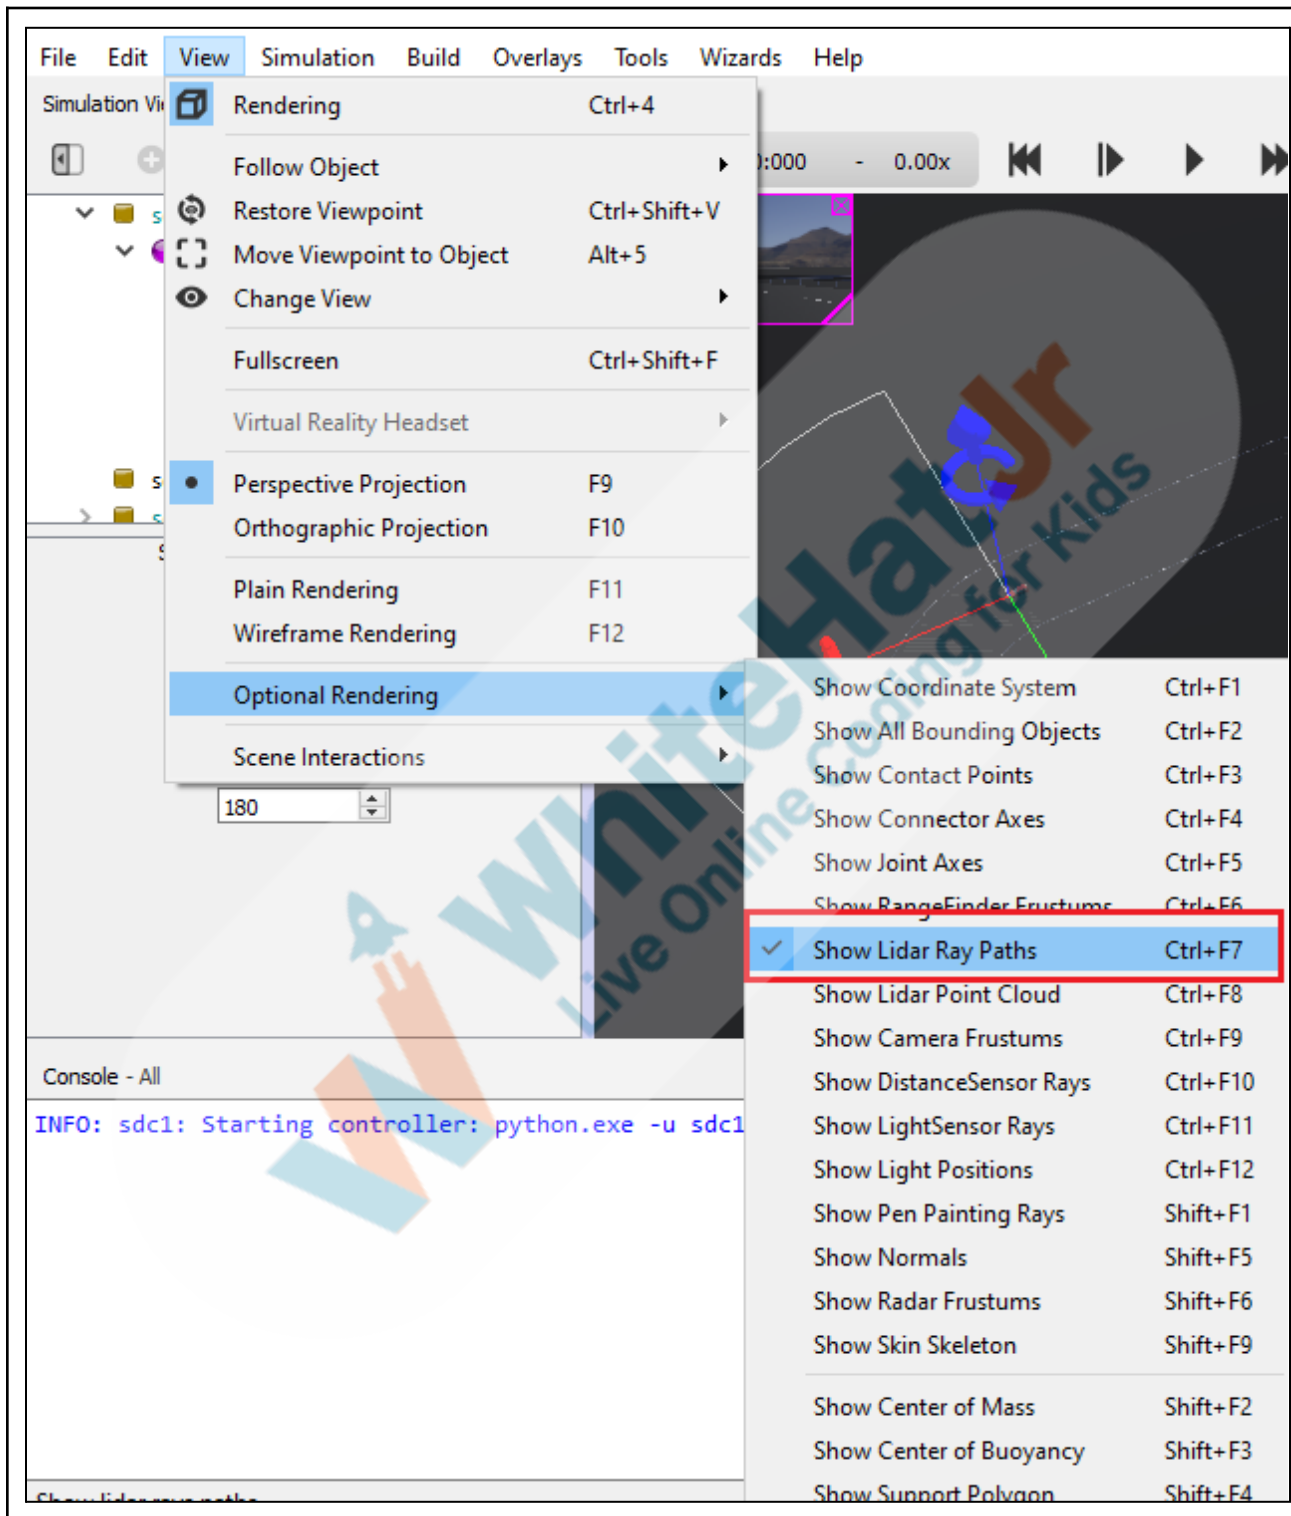 File Edit View Simulation Build Overlays Tools Wizards Help
Simulation Vi
Rendering Ctrl+4
):000 - 0.00x
Follow Object
Restore Viewpoint Ctrl+Shift+V
Move Viewpoint to Object Alt+5
Change View
Fullscreen Ctrl+Shift+F
Virtual Reality Headset
Perspective Projection F9
Orthographic Projection F10
Plain Rendering F11
Wireframe Rendering F12
Optional Rendering
Scene Interactions
180
Show Coordinate System Ctrl+F1
Show All Bounding Objects Ctrl+F2
Show Contact Points Ctrl+F3
Show Connector Axes Ctrl+F4
Show Joint Axes Ctrl+F5
Show RangeFinder Frustums Ctrl+F6
Show Lidar Ray Paths Ctrl+F7
Show Lidar Point Cloud Ctrl+F8
Show Camera Frustums Ctrl+F9
Show DistanceSensor Rays Ctrl+F10
Show LightSensor Rays Ctrl+F11
Show Light Positions Ctrl+F12
Show Pen Painting Rays Shift+F1
Show Normals Shift+F5
Show Radar Frustums Shift+F6
Show Skin Skeleton Shift+F9
Show Center of Mass Shift+F2
Show Center of Buoyancy Shift+F3
Show Support Polygon Shift+F4
Console - All
INFO: sdc1: Starting controller: python.exe -u sdc1
Show lidar rays paths
WhiteHat Jr
Live Online Coding for Kids